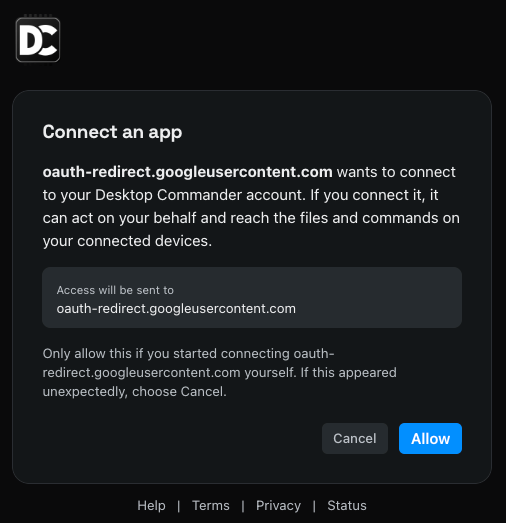 DC
Connect an app
oauth-redirect.googleusercontent.com wants to connect
to your Desktop Commander account. If you connect it, it
can act on your behalf and reach the files and commands on
your connected devices.
Access will be sent to
oauth-redirect.googleusercontent.com
Only allow this if you started connecting oauth-
redirect.googleusercontent.com yourself. If this appeared
unexpectedly, choose Cancel.
Cancel
Allow
Help | Terms | Privacy | Status